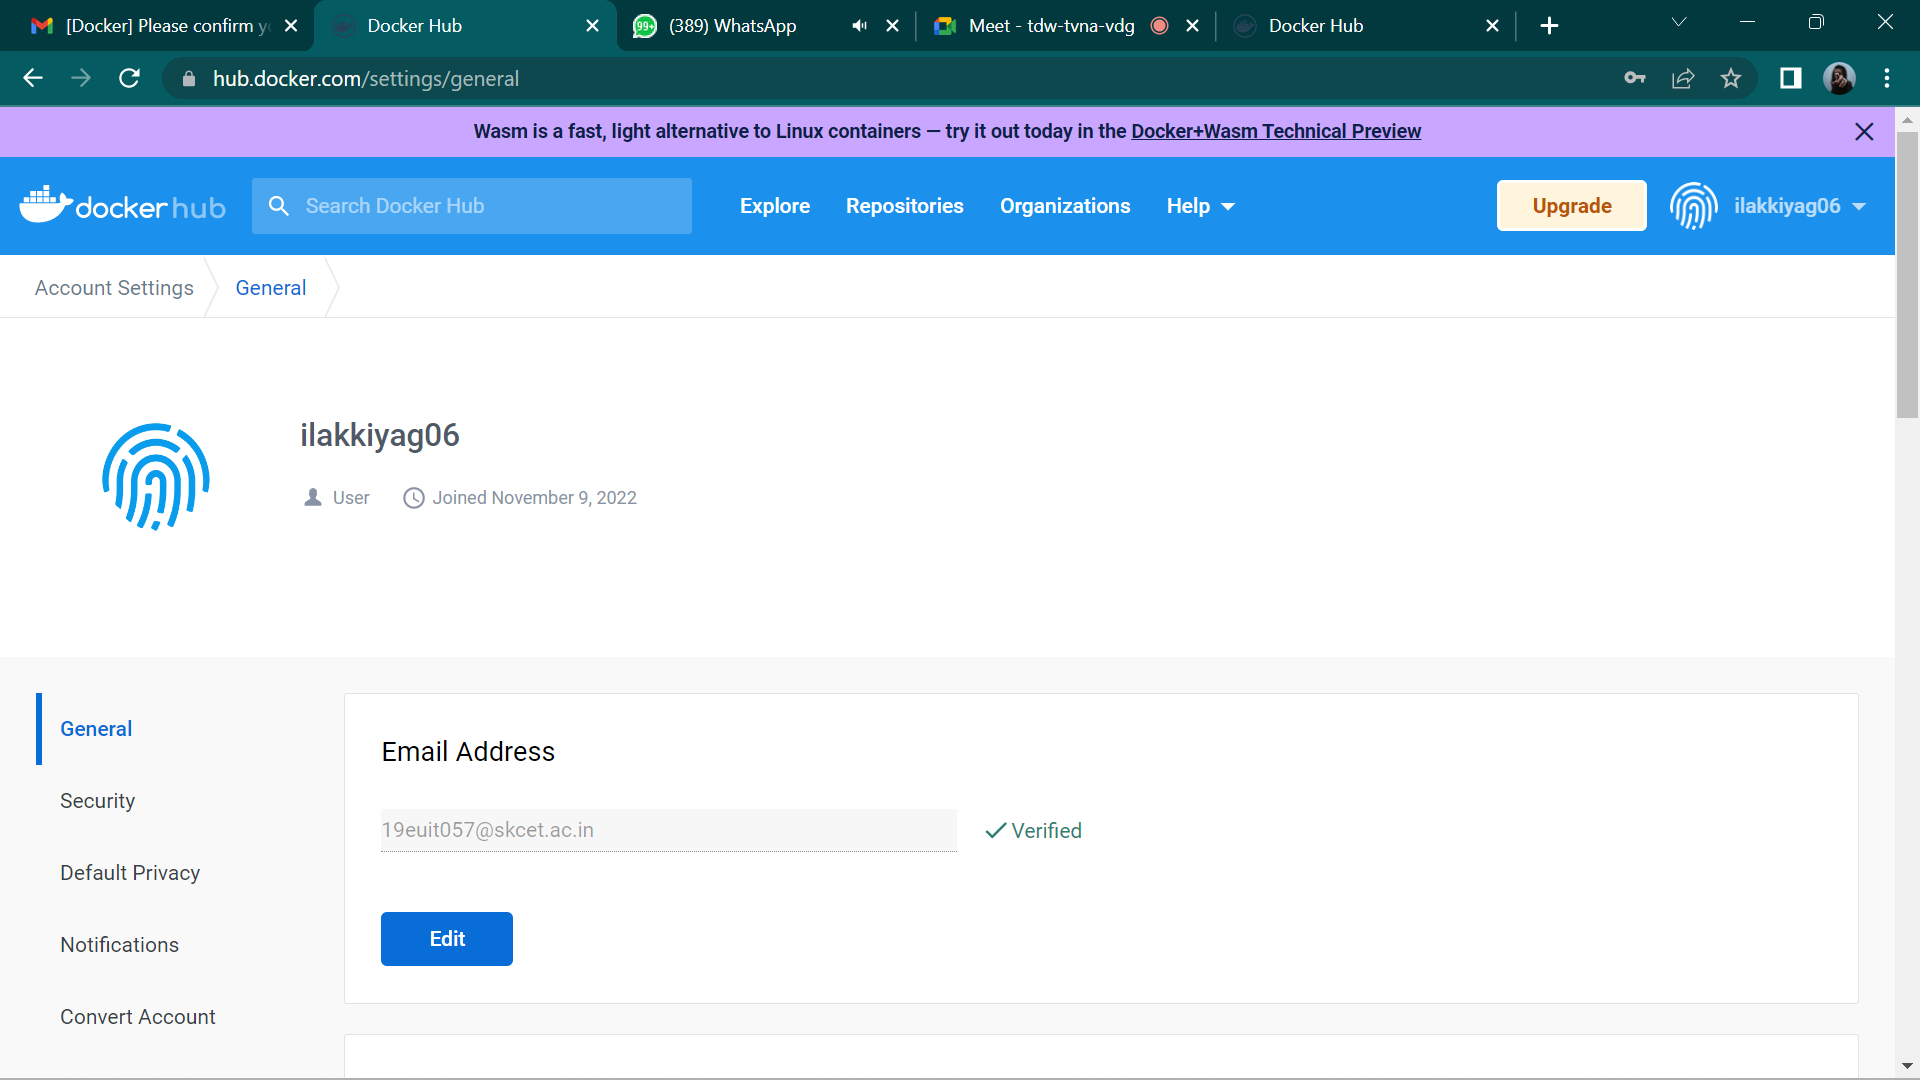 [Docker] Please confirm y
Docker Hub
99+
(389) WhatsApp
Meet - tdw-tvna-vdg
Docker Hub
hub.docker.com/settings/general
Wasm is a fast, light alternative to Linux containers — try it out today in the Docker+Wasm Technical Preview
docker hub
Search Docker Hub
Explore
Repositories
Organizations
Help
Upgrade
ilakkiyag06
Account Settings
General
ilakkiyag06
User
Joined November 9, 2022
General
Security
Default Privacy
Notifications
Convert Account
Email Address
19euit057@skcet.ac.in
Verified
Edit